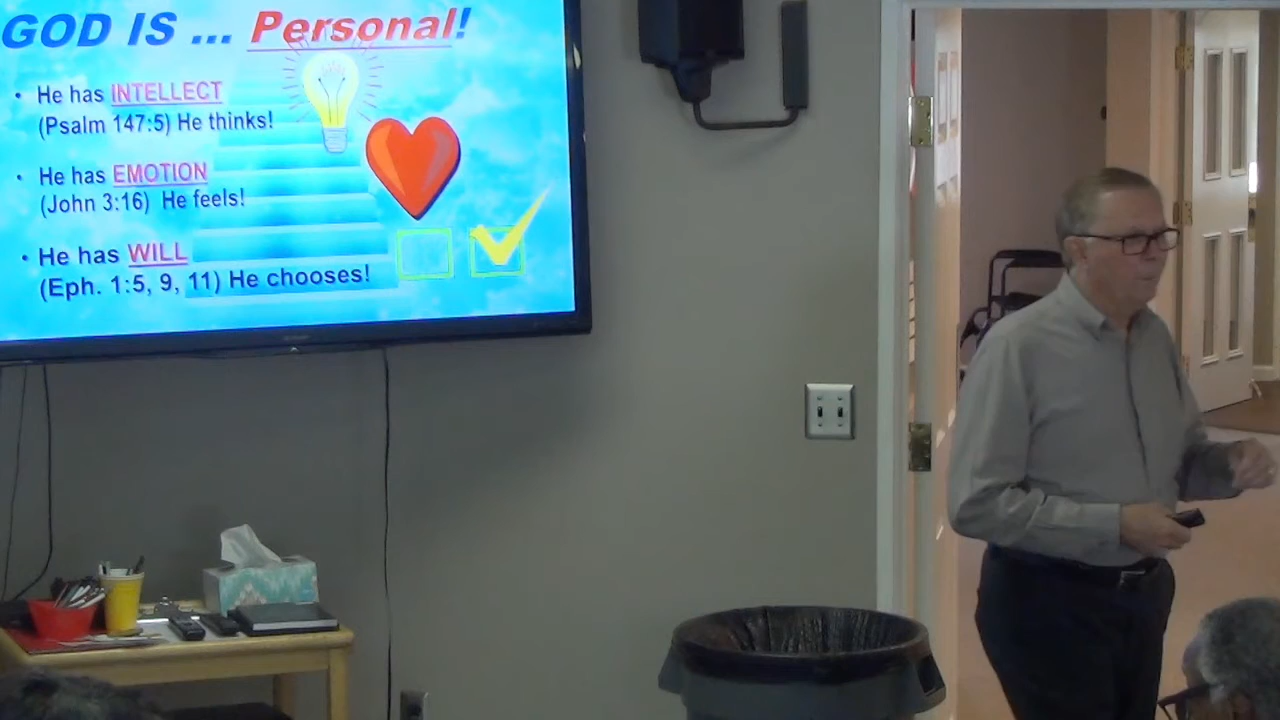 GOD IS ... Personal!
• He has INTELLECT
(Psalm 147:5) He thinks!
• He has EMOTION
(John 3:16) He feels!
• He has WILL
(Eph. 1:5, 9, 11) He chooses!